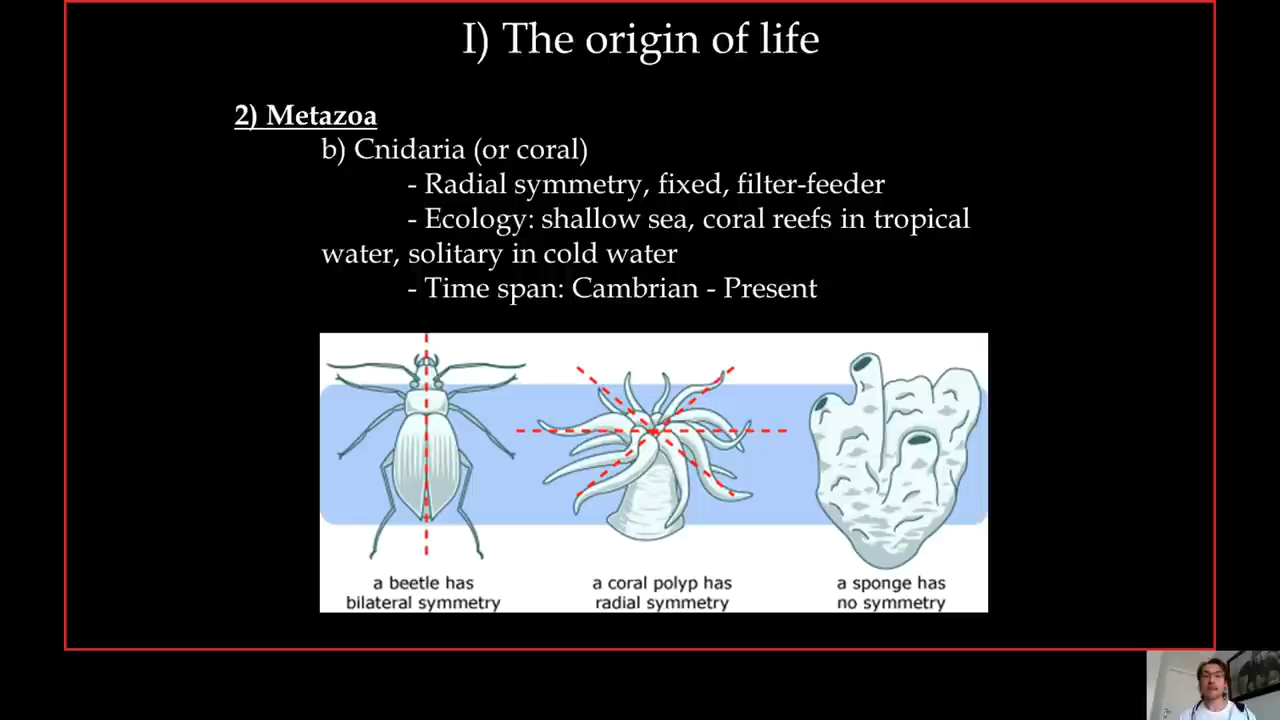 I) The origin of life
2) Metazoa
b) Cnidaria (or coral)
- Radial symmetry, fixed, filter-feeder
- Ecology: shallow sea, coral reefs in tropical
water, solitary in cold water
- Time span: Cambrian - Present
a beetle has
bilateral symmetry
a coral polyp has
radial symmetry
a sponge has
no symmetry